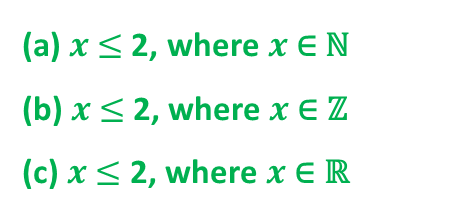 (a) x ≤ 2, where x ∈ ℕ
(b) x ≤ 2, where x ∈ ℤ
(c) x ≤ 2, where x ∈ ℝ